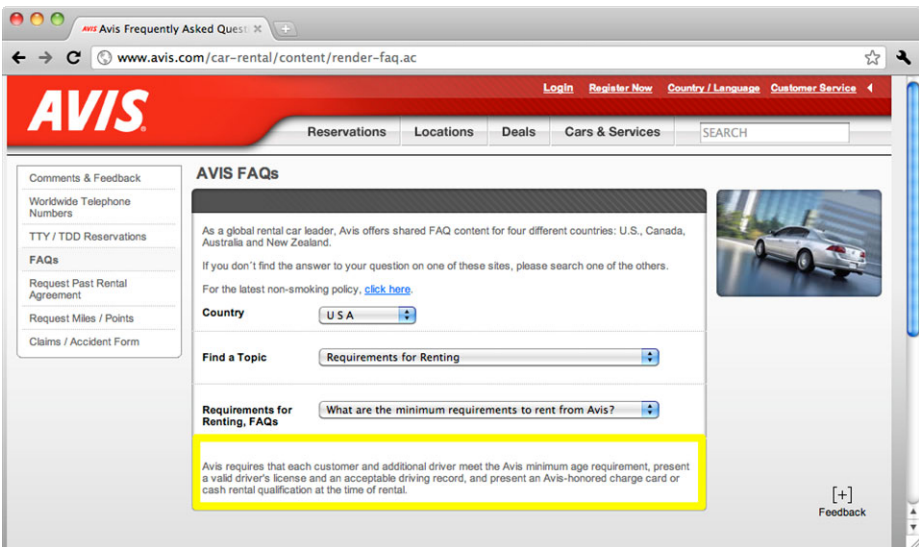 AVIS Avis Frequently Asked Quest
www.avis.com/car-rental/content/render-faq.ac
Login Register Now Country / Language Customer Service
AVIS
Reservations Locations Deals Cars & Services SEARCH
Comments & Feedback
Worldwide Telephone
Numbers
TTY / TDD Reservations
FAQs
Request Past Rental
Agreement
Request Miles / Points
Claims / Accident Form
AVIS FAQs
As a global rental car leader, Avis offers shared FAQ content for four different countries: U.S., Canada,
Australia and New Zealand.
If you don´t find the answer to your question on one of these sites, please search one of the others.
For the latest non-smoking policy, click here.
Country USA
Find a Topic Requirements for Renting
Requirements for What are the minimum requirements to rent from Avis?
Renting, FAQs
Avis requires that each customer and additional driver meet the Avis minimum age requirement, present
a valid driver's license and an acceptable driving record, and present an Avis-honored charge card or
cash rental qualification at the time of rental.
[+]
Feedback